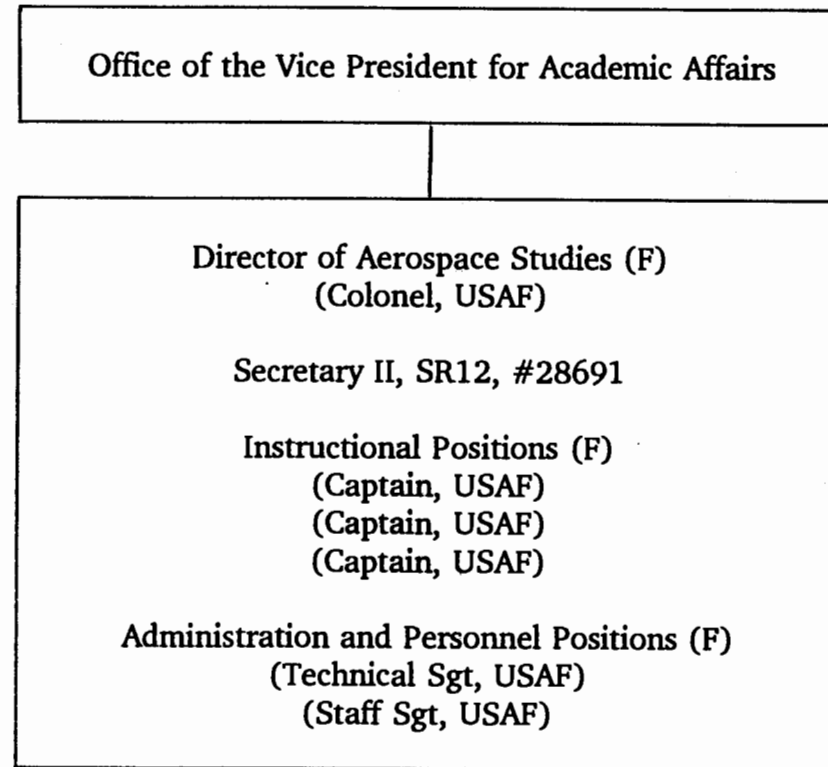 Office of the Vice President for Academic Affairs
Director of Aerospace Studies (F)
(Colonel, USAF)
Secretary II, SR12, #28691
Instructional Positions (F)
(Captain, USAF)
(Captain, USAF)
(Captain, USAF)
Administration and Personnel Positions (F)
(Technical Sgt, USAF)
(Staff Sgt, USAF)